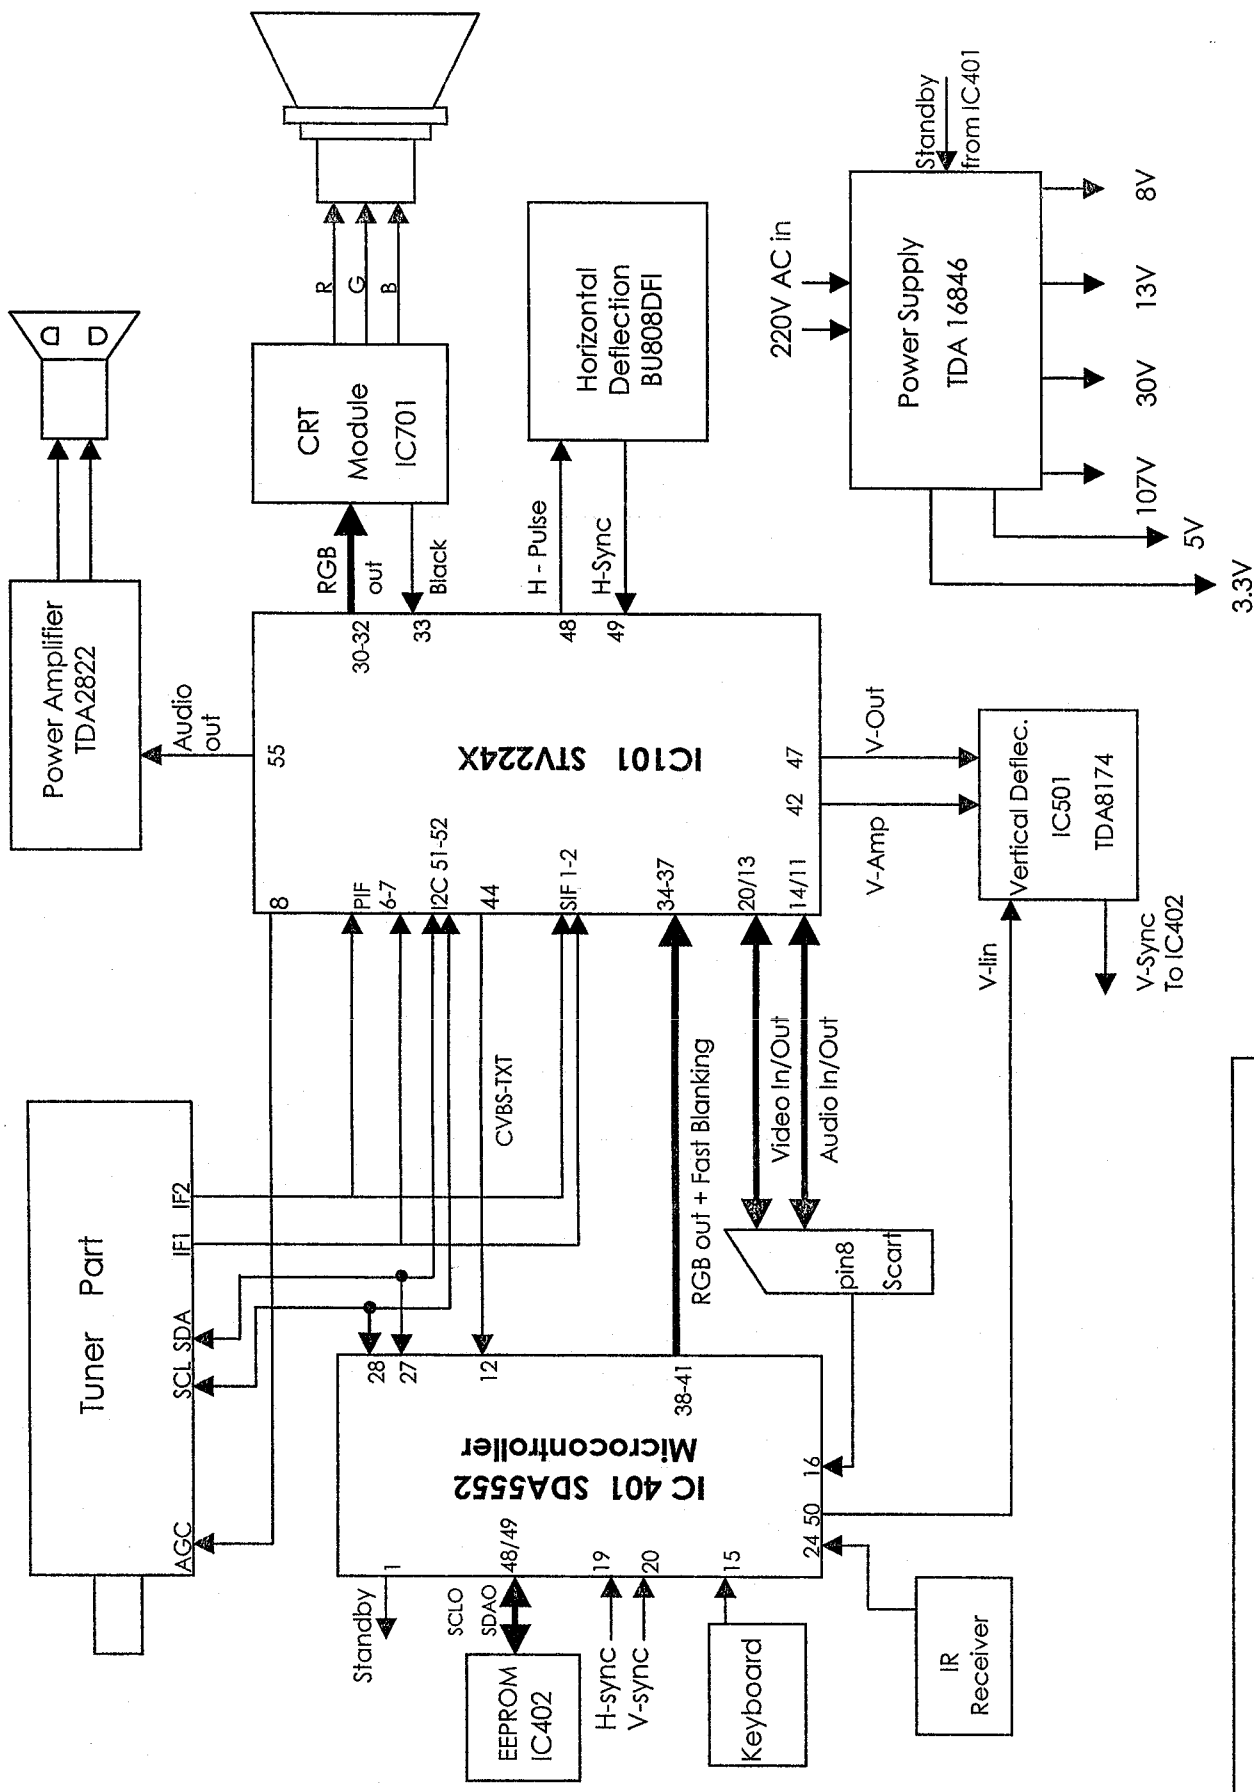 Tuner Part
AGC
SCL
SDA
IF1
IF2
Power Amplifier
TDA2822
Audio
out
CRT
Module
IC701
R
G
B
RGB
out
Black
Horizontal
Deflection
BU808DFI
H - Pulse
H-Sync
IC101 STV224X
8
PIF
6-7
I2C 51-52
44
SIF 1-2
34-37
20/13
14/11
55
30-32
33
48
49
42
47
CVBS-TXT
RGB out + Fast Blanking
Video In/Out
Audio In/Out
V-Amp
V-Out
IC 401 SDA5552
Microcontroller
1
48/49
19
20
15
28
27
12
38-41
24
50
16
Standby
SCLO
SDAO
EEPROM
IC402
H-sync
V-sync
Keyboard
IR
Receiver
pin8
Scart
V-lin
Vertical Deflec.
IC501
TDA8174
V-Sync
To IC402
220V AC in
Power Supply
TDA 16846
Standby
from IC401
3.3V
5V
107V
30V
13V
8V